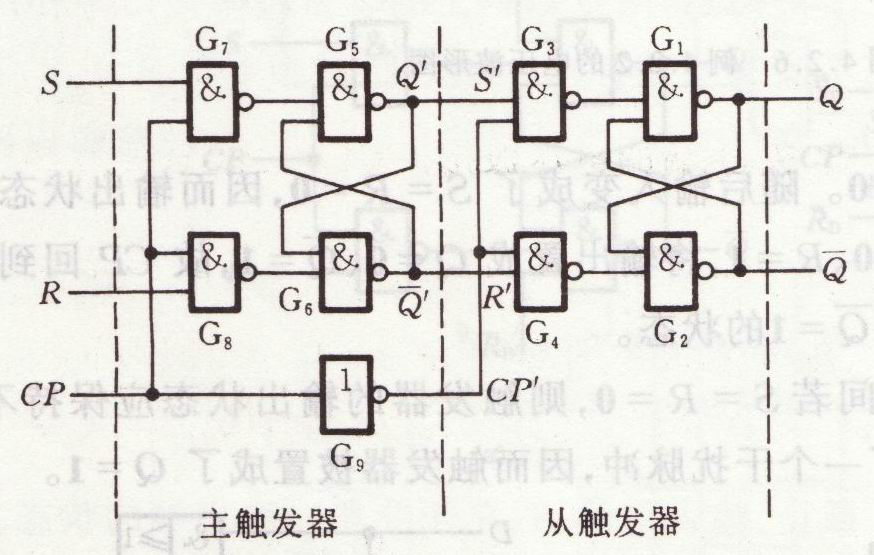 G₇ G₅ G₃ G₁
S & & Q' S' & & Q
R & & Q̄' R' & & Q̄
G₈ G₆ G₄ G₂
CP 1 CP'
G₉
主触发器 从触发器